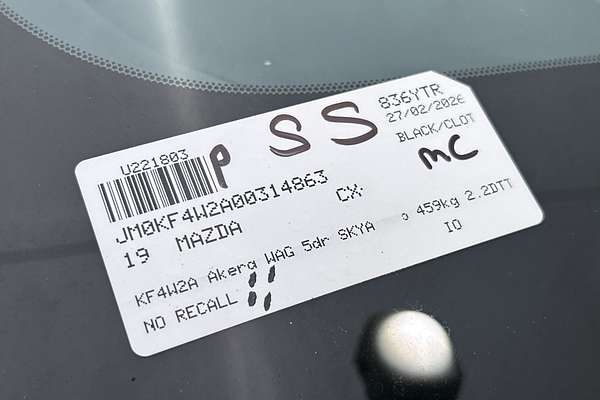 U221803
P SS
836YTR
27/02/2026
BLACK/CLOT
MC
JM0KF4W2A00314863
19 MAZDA CX-
KF4W2A Akera WAG 5dr SKYA 459kg 2.2DTT
NO RECALL IO